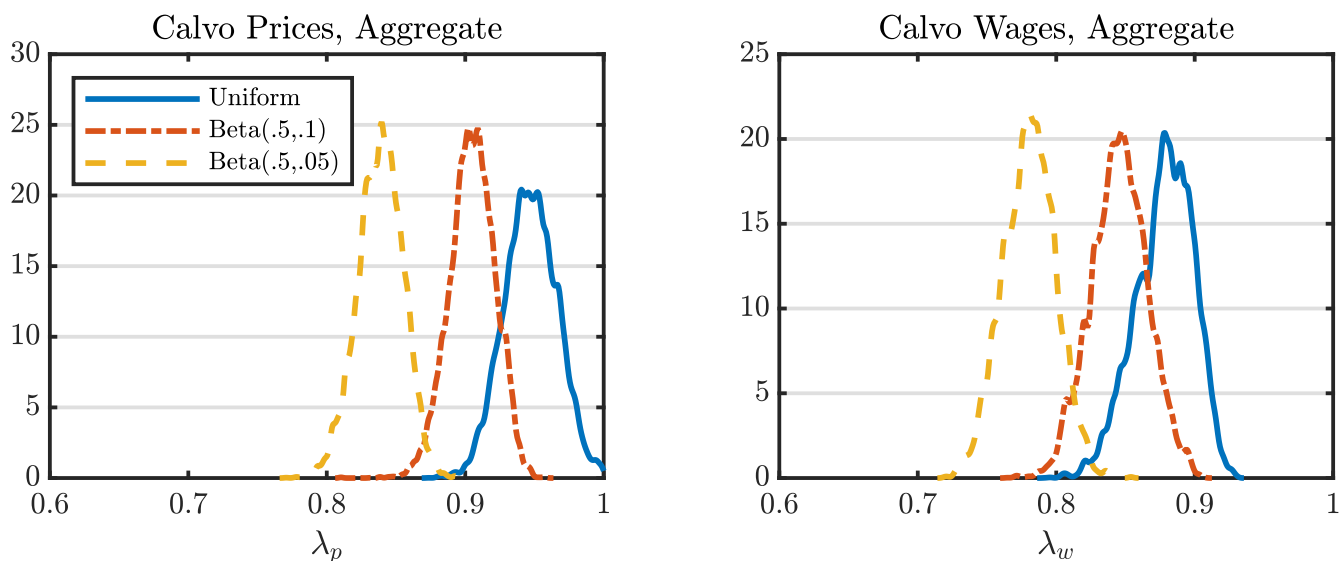 Calvo Prices, Aggregate
30
25
20
15
10
5
0
0.6 0.7 0.8 0.9 1
λp
Uniform
Beta(.5,.1)
Beta(.5,.05)
Calvo Wages, Aggregate
25
20
15
10
5
0
0.6 0.7 0.8 0.9 1
λw